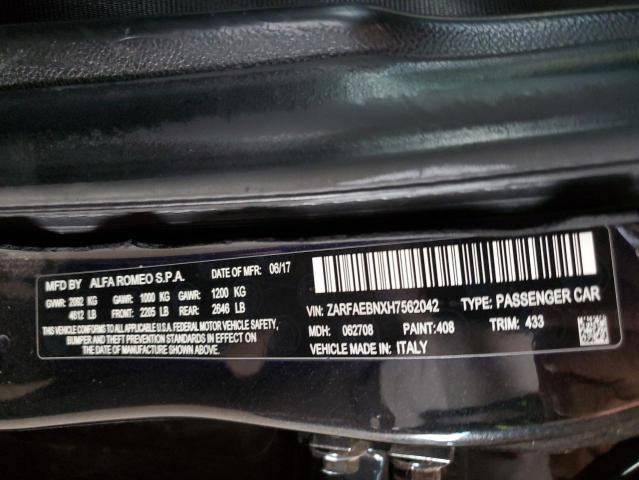 MFD BY ALFA ROMEO S.P.A. DATE OF MFR: 06/17
GVWR: 2092 KG GAWR: 1000 KG GAWR: 1200 KG
4612 LB FRONT: 2205 LB REAR: 2646 LB
THIS VEHICLE CONFORMS TO ALL APPLICABLE
U.S.A. FEDERAL MOTOR VEHICLE SAFETY,
BUMPER AND THEFT PREVENTION STANDARDS IN EFFECT ON
THE DATE OF MANUFACTURE SHOWN ABOVE.
VIN: ZARFAEBNXH7562042 TYPE: PASSENGER CAR
MDH: 062708 PAINT: 408 TRIM: 433
VEHICLE MADE IN: ITALY